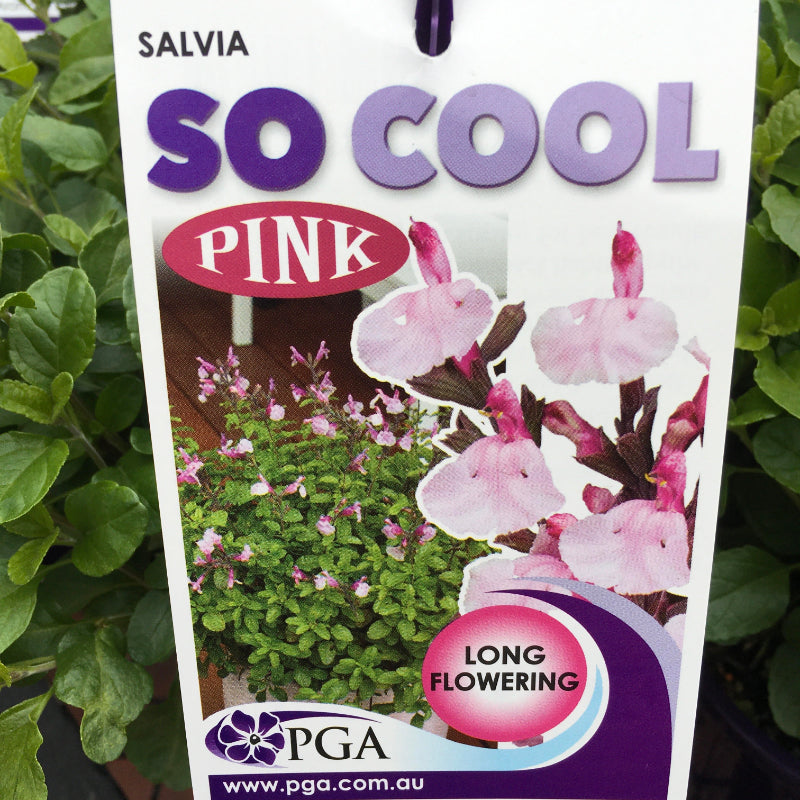 SALVIA
SO COOL
PINK
LONG
FLOWERING
PGA
www.pga.com.au